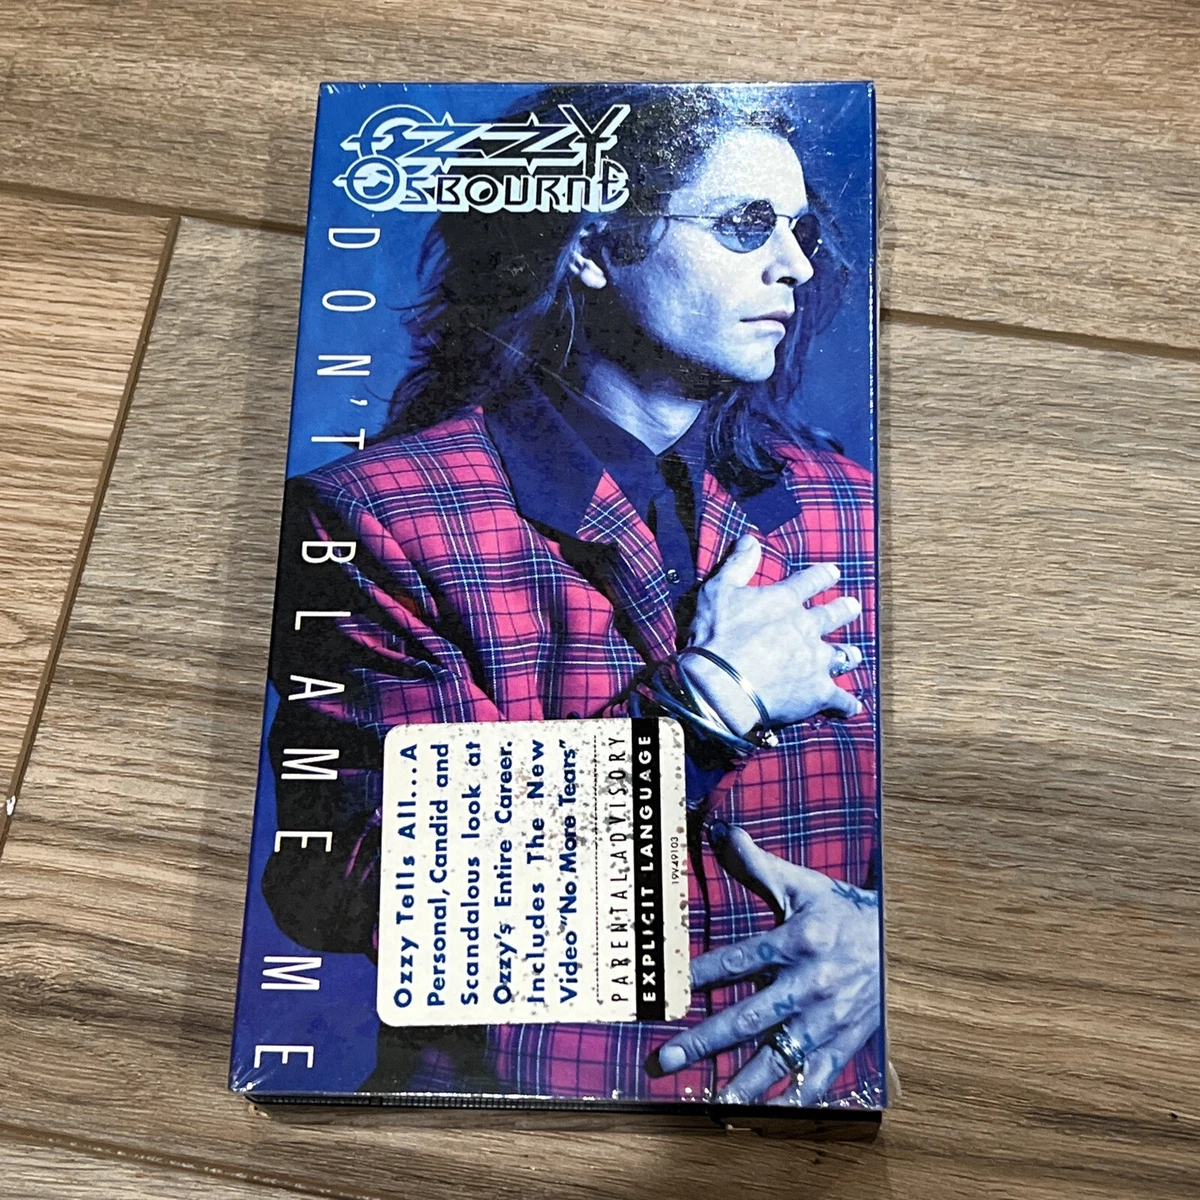 OZZY
OSBOURNE
DON'T BLAME ME
Ozzy Tells All...A
Personal, Candid and
Scandalous look at
Ozzy's Entire Career.
Includes The New
Video "No More Tears"
PARENTAL ADVISORY
EXPLICIT LANGUAGE
19V49103